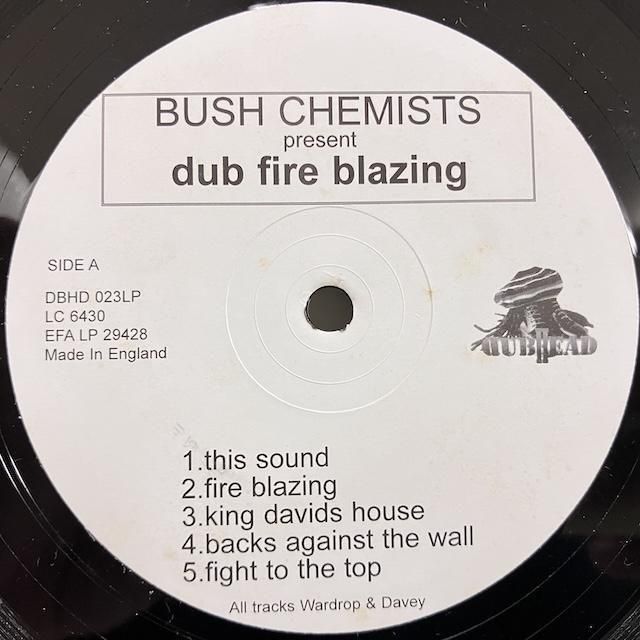 BUSH CHEMISTS
present
dub fire blazing
SIDE A
DBHD 023LP
LC 6430
EFA LP 29428
Made In England
DUBHEAD
1.this sound
2.fire blazing
3.king davids house
4.backs against the wall
5.fight to the top
All tracks Wardrop & Davey